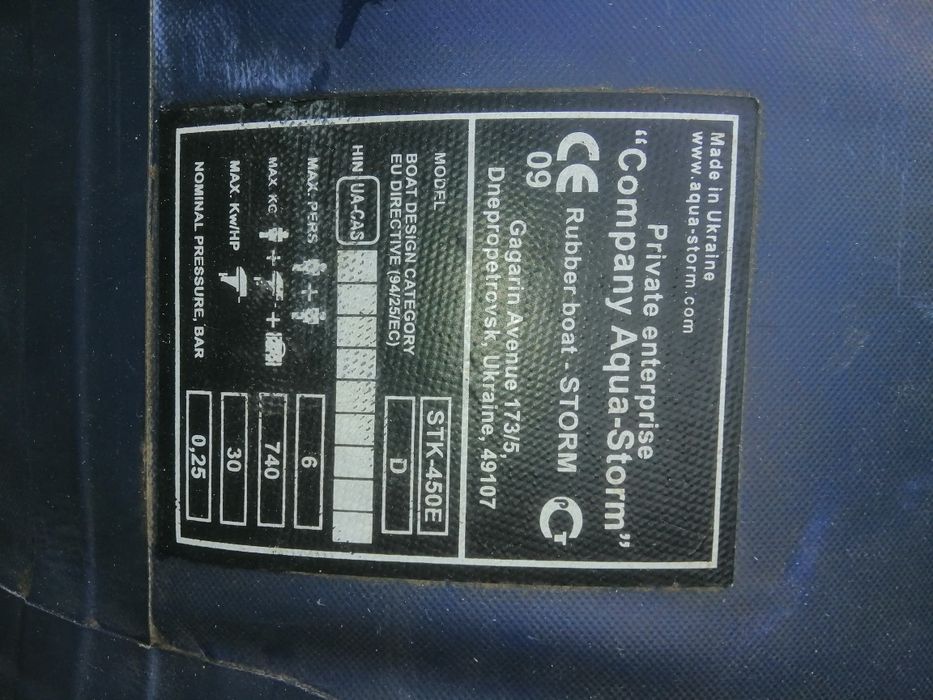 Made in Ukraine
www.aqua-storm.com
Private enterprise
“Company Aqua-Storm”
CE Rubber boat - STORM РСТ
09
Gagarin Avenue 173/5,
Dnepropetrovsk, Ukraine, 49107
MODEL STK-450E
BOAT DESIGN CATEGORY
EU DIRECTIVE (94/25/EC) D
HIN UA-CAS
MAX. PERS + 6
MAX. KG + + 740
MAX. Kw/HP 30
NOMINAL PRESSURE, BAR 0,25